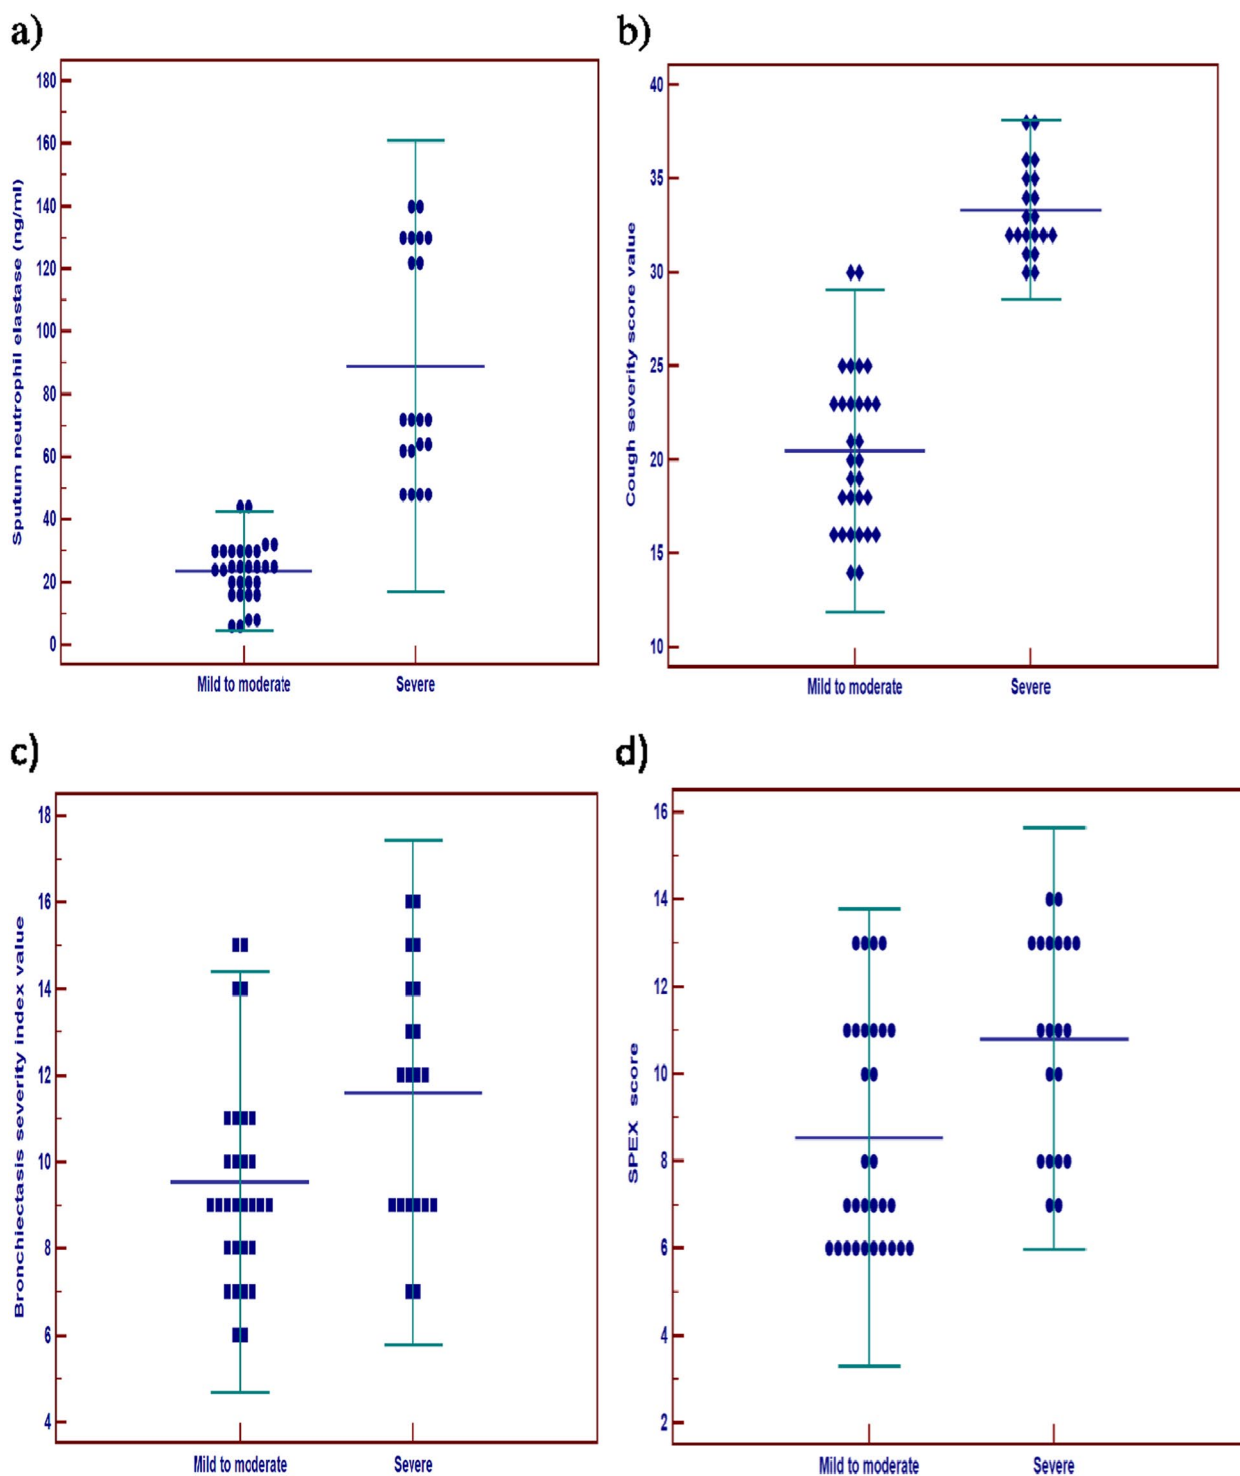 a)
Sputum neutrophil elastase (ng/ml)
180
160
140
120
100
80
60
40
20
0
Mild to moderate
Severe
b)
Cough severity score value
40
35
30
25
20
15
10
Mild to moderate
Severe
c)
Bronchiectasis severity index value
18
16
14
12
10
8
6
4
Mild to moderate
Severe
d)
SPEX score
16
14
12
10
8
6
4
2
Mild to moderate
Severe